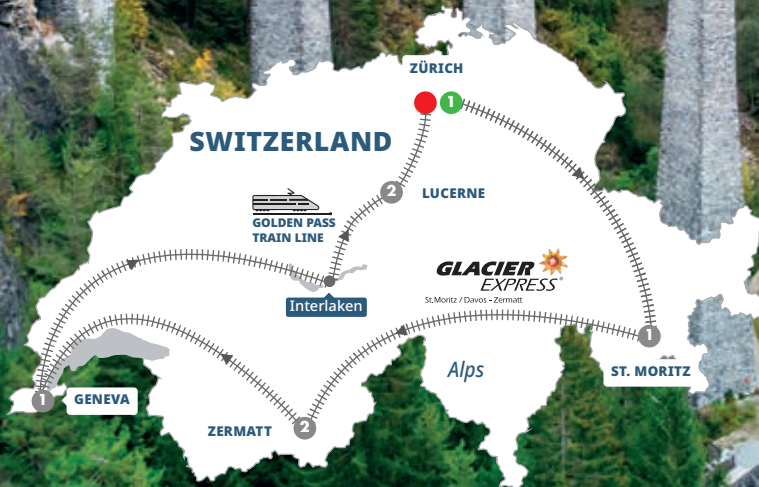 ZÜRICH
1
SWITZERLAND
2
LUCERNE
GOLDEN PASS
TRAIN LINE
GLACIER
EXPRESS®
St. Moritz / Davos - Zermatt
Interlaken
1
ST. MORITZ
Alps
1
GENEVA
ZERMATT
2